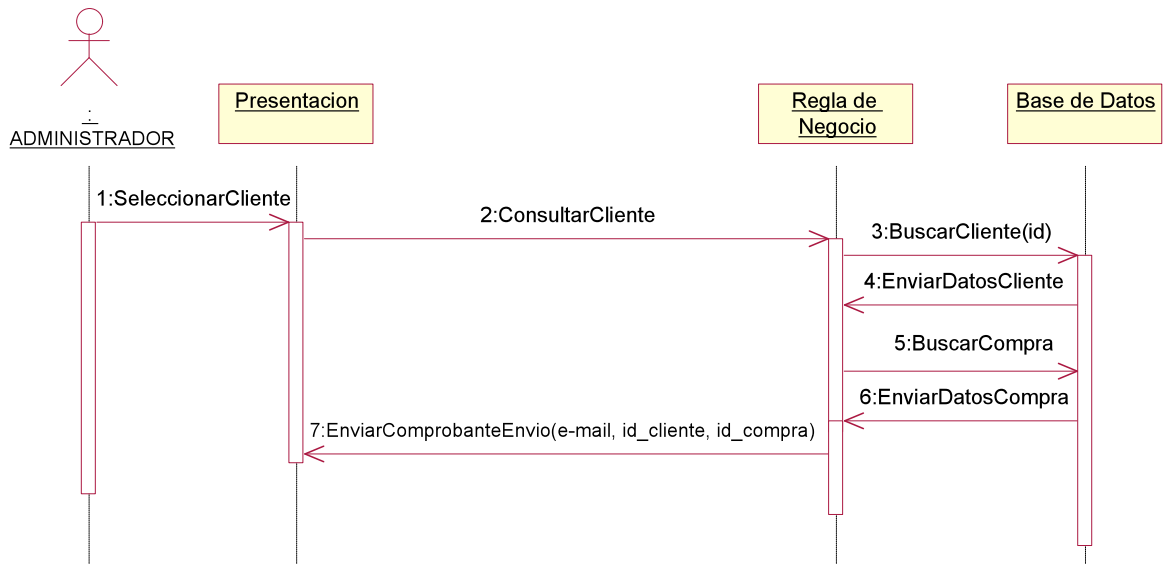 :
ADMINISTRADOR
Presentacion
Regla de
Negocio
Base de Datos
1:SeleccionarCliente
2:ConsultarCliente
3:BuscarCliente(id)
4:EnviarDatosCliente
5:BuscarCompra
6:EnviarDatosCompra
7:EnviarComprobanteEnvio(e-mail, id_cliente, id_compra)